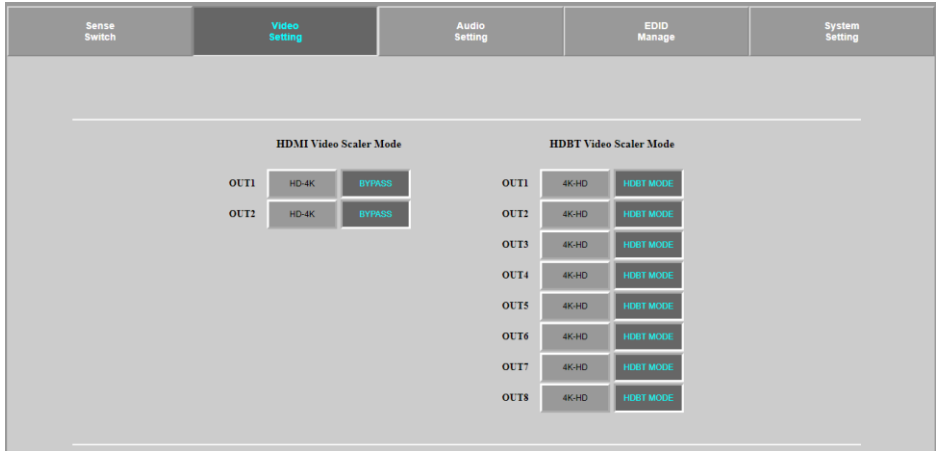 Sense
Switch
Video
Setting
Audio
Setting
EDID
Manage
System
Setting
HDMI Video Scaler Mode
HDBT Video Scaler Mode
OUT1 HD-4K BYPASS
OUT2 HD-4K BYPASS
OUT1 4K-HD HDBT MODE
OUT2 4K-HD HDBT MODE
OUT3 4K-HD HDBT MODE
OUT4 4K-HD HDBT MODE
OUT5 4K-HD HDBT MODE
OUT6 4K-HD HDBT MODE
OUT7 4K-HD HDBT MODE
OUT8 4K-HD HDBT MODE